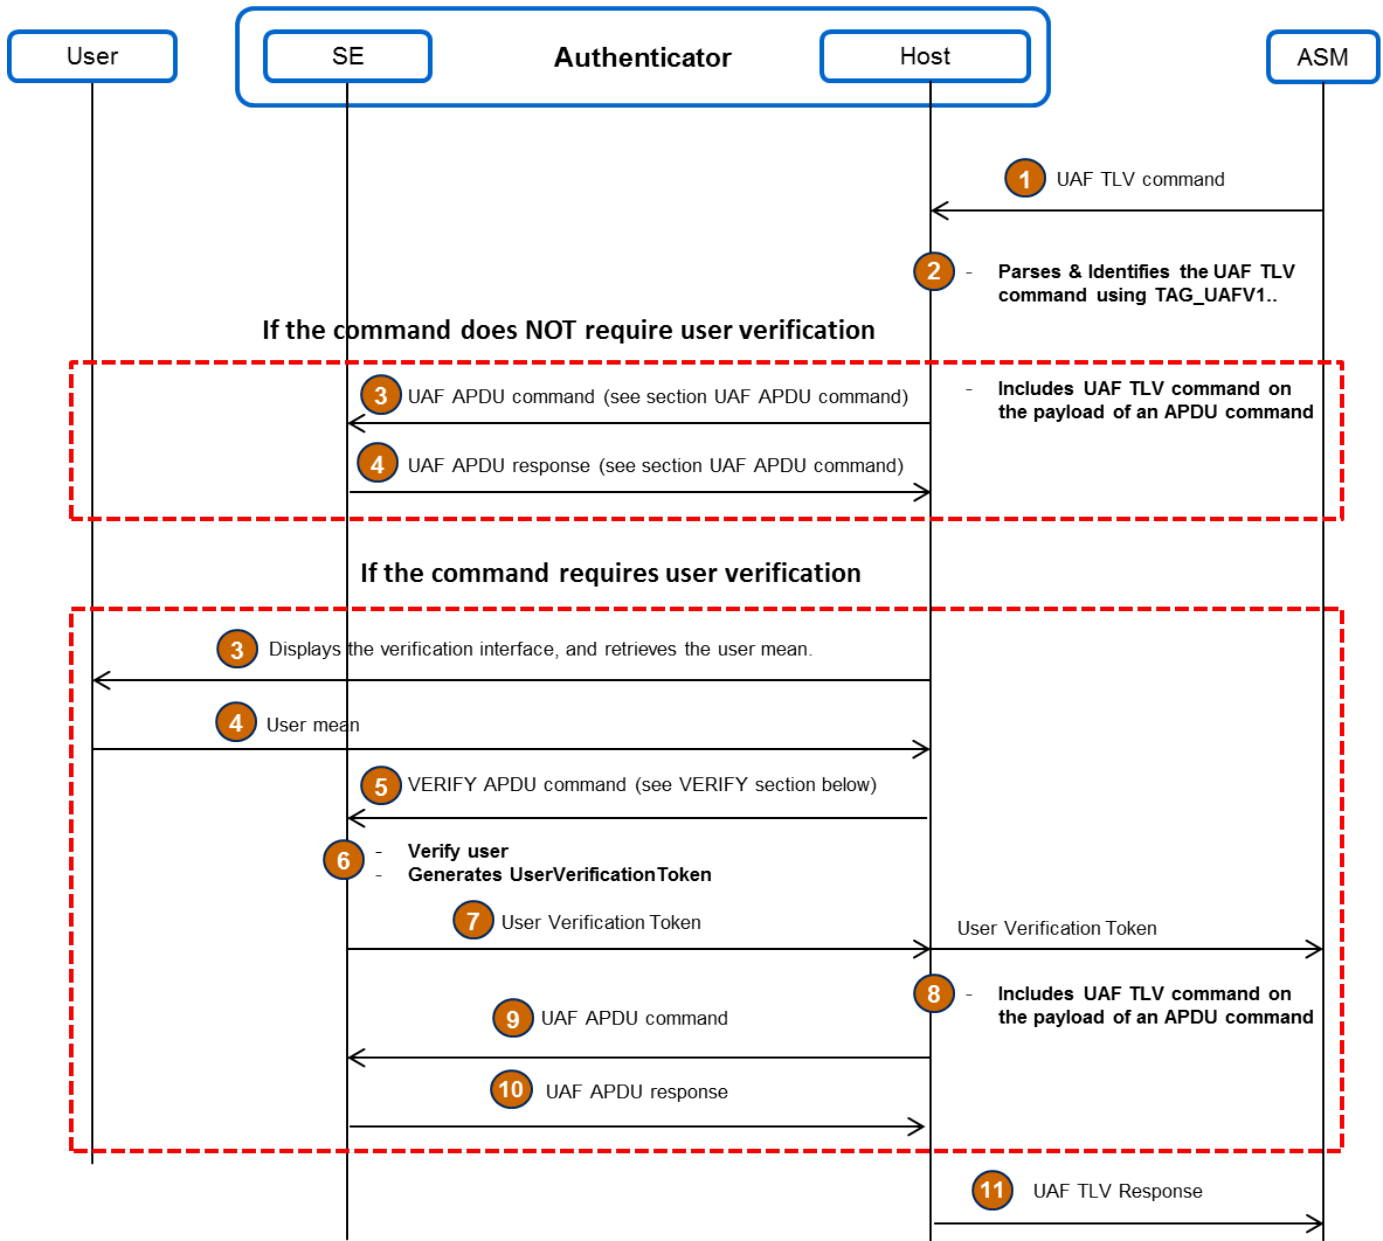 User
SE
Authenticator
Host
ASM
1 UAF TLV command
2 - Parses & Identifies the UAF TLV
command using TAG_UAFV1..
If the command does NOT require user verification
3 UAF APDU command (see section UAF APDU command)
- Includes UAF TLV command on
the payload of an APDU command
4 UAF APDU response (see section UAF APDU command)
If the command requires user verification
3 Displays the verification interface, and retrieves the user mean.
4 User mean
5 VERIFY APDU command (see VERIFY section below)
6 - Verify user
- Generates UserVerificationToken
7 User Verification Token
User Verification Token
8 - Includes UAF TLV command on
the payload of an APDU command
9 UAF APDU command
10 UAF APDU response
11 UAF TLV Response